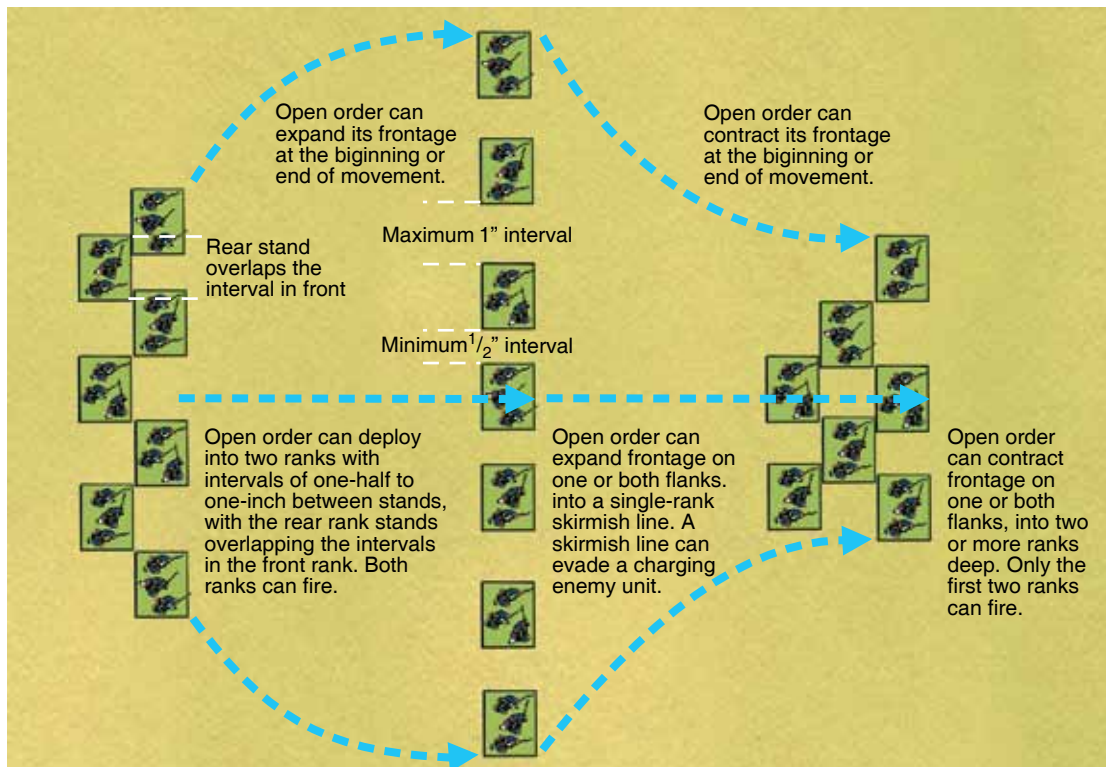 Open order can
expand its frontage
at the biginning or
end of movement.
Open order can
contract its frontage
at the biginning or
end of movement.
Rear stand
overlaps the
interval in front
Maximum 1” interval
Minimum 1/2” interval
Open order can deploy
into two ranks with
intervals of one-half to
one-inch between stands,
with the rear rank stands
overlapping the intervals
in the front rank. Both
ranks can fire.
Open order can
expand frontage on
one or both flanks.
into a single-rank
skirmish line. A
skirmish line can
evade a charging
enemy unit.
Open order
can contract
frontage on
one or both
flanks, into two
or more ranks
deep. Only the
first two ranks
can fire.